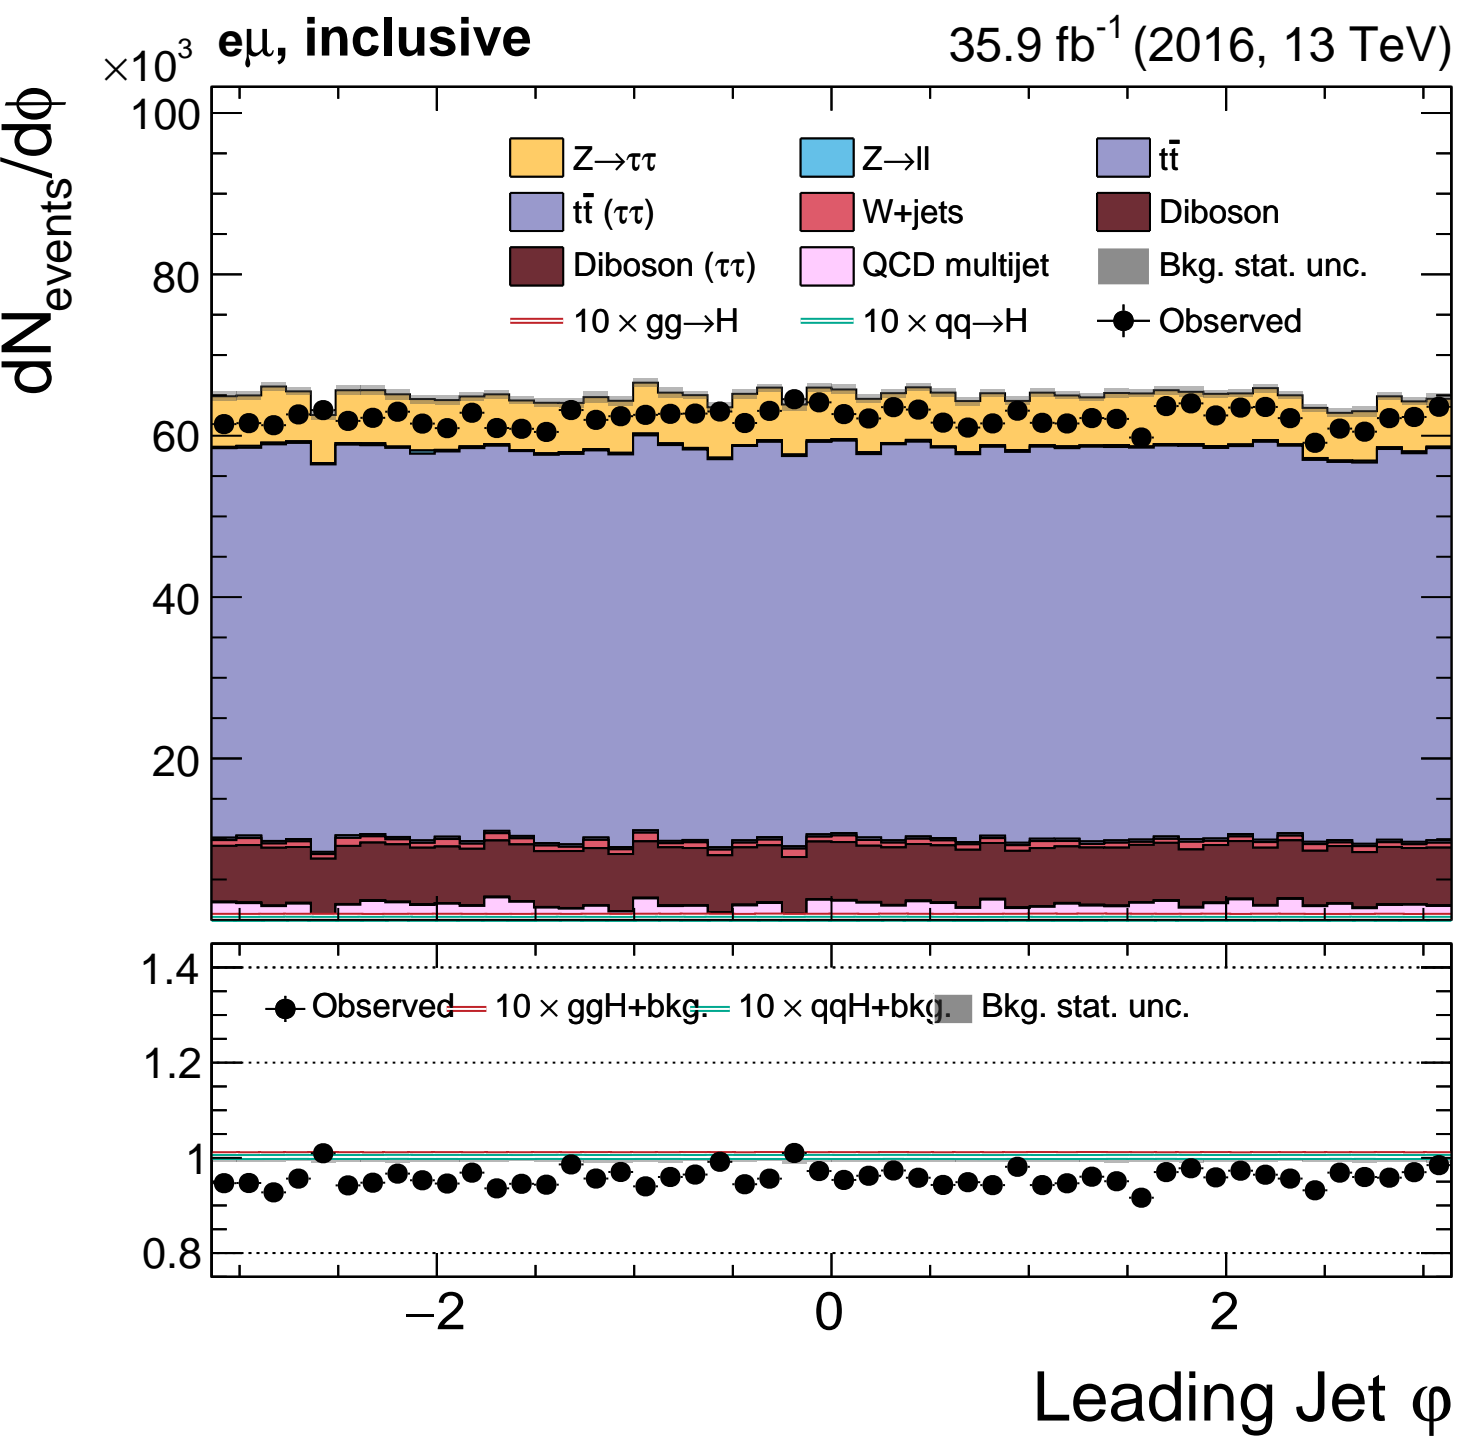 ×10³ eμ, inclusive 35.9 fb⁻¹ (2016, 13 TeV)
dN_events/dϕ
100
80
60
40
20
Z→ττ Z→ll tt̄
tt̄ (ττ) W+jets Diboson
Diboson (ττ) QCD multijet Bkg. stat. unc.
10 × gg→H 10 × qq→H Observed
1.4
1.2
1
0.8
Observed 10 × ggH+bkg. 10 × qqH+bkg. Bkg. stat. unc.
−2 0 2
Leading Jet φ